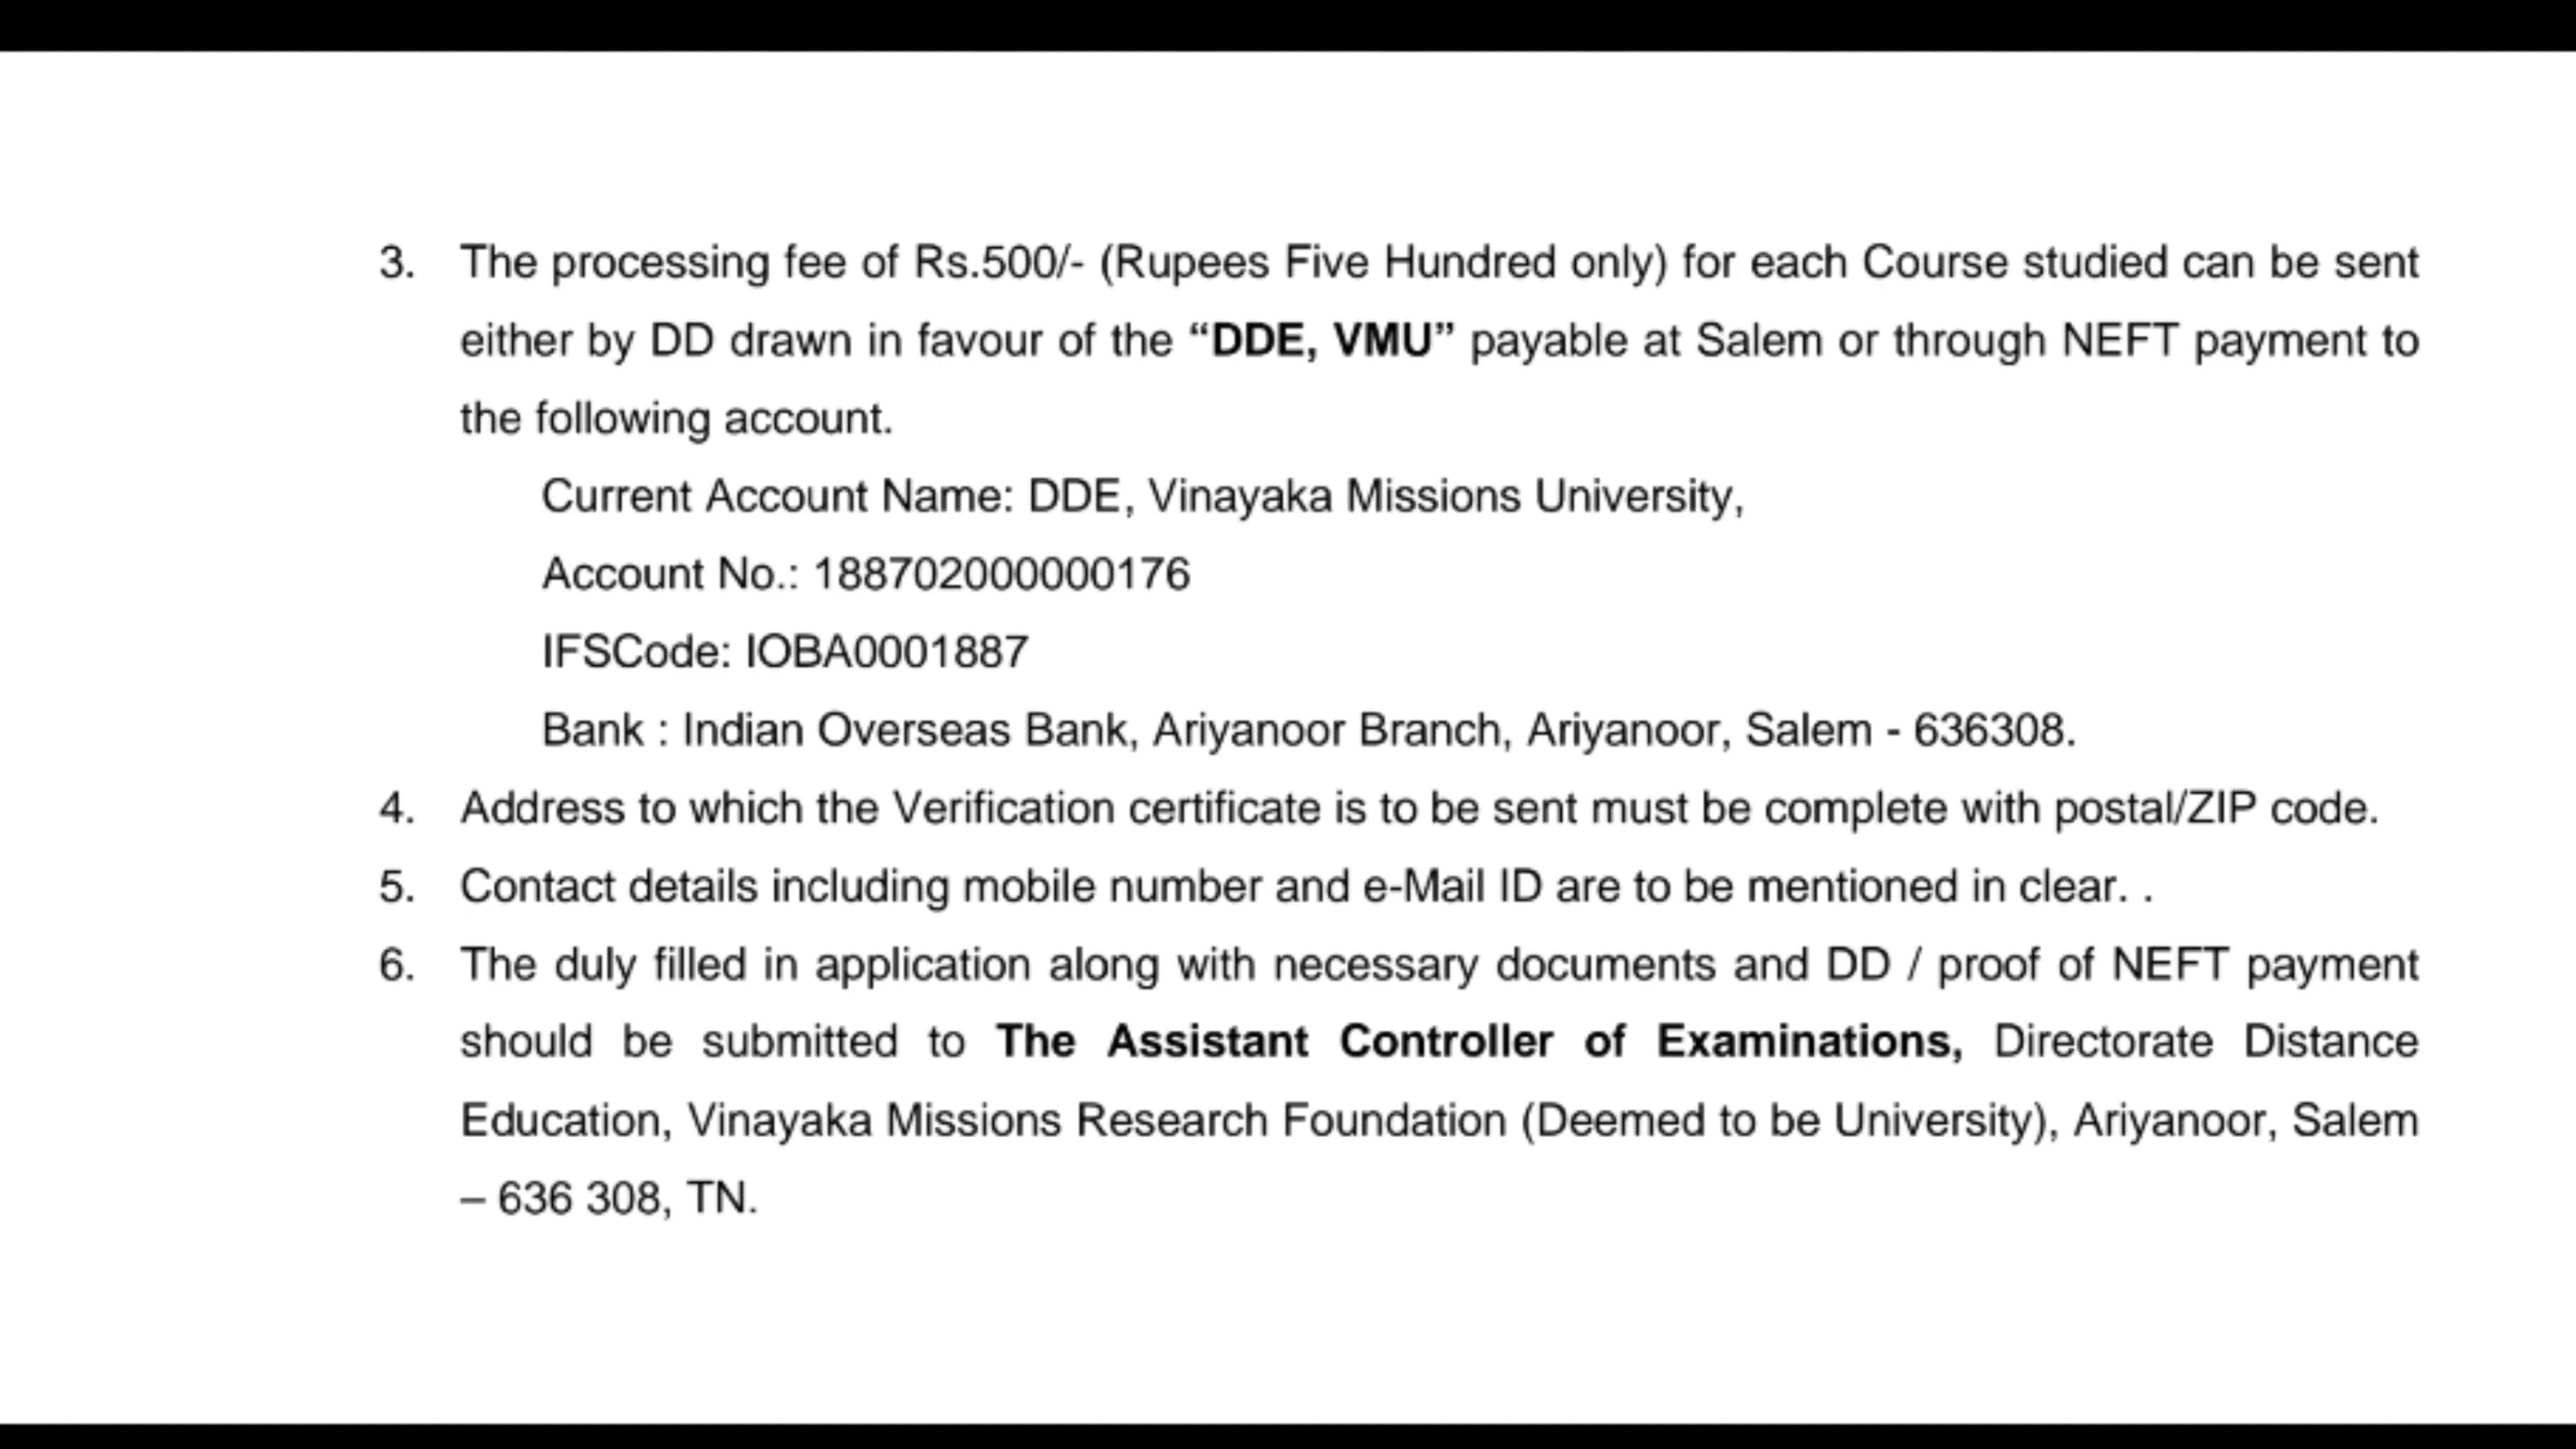 3. The processing fee of Rs.500/- (Rupees Five Hundred only) for each Course studied can be sent
either by DD drawn in favour of the “DDE, VMU” payable at Salem or through NEFT payment to
the following account.
Current Account Name: DDE, Vinayaka Missions University,
Account No.: 188702000000176
IFSCode: IOBA0001887
Bank : Indian Overseas Bank, Ariyanoor Branch, Ariyanoor, Salem - 636308.
4. Address to which the Verification certificate is to be sent must be complete with postal/ZIP code.
5. Contact details including mobile number and e-Mail ID are to be mentioned in clear. .
6. The duly filled in application along with necessary documents and DD / proof of NEFT payment
should be submitted to The Assistant Controller of Examinations, Directorate Distance
Education, Vinayaka Missions Research Foundation (Deemed to be University), Ariyanoor, Salem
– 636 308, TN.